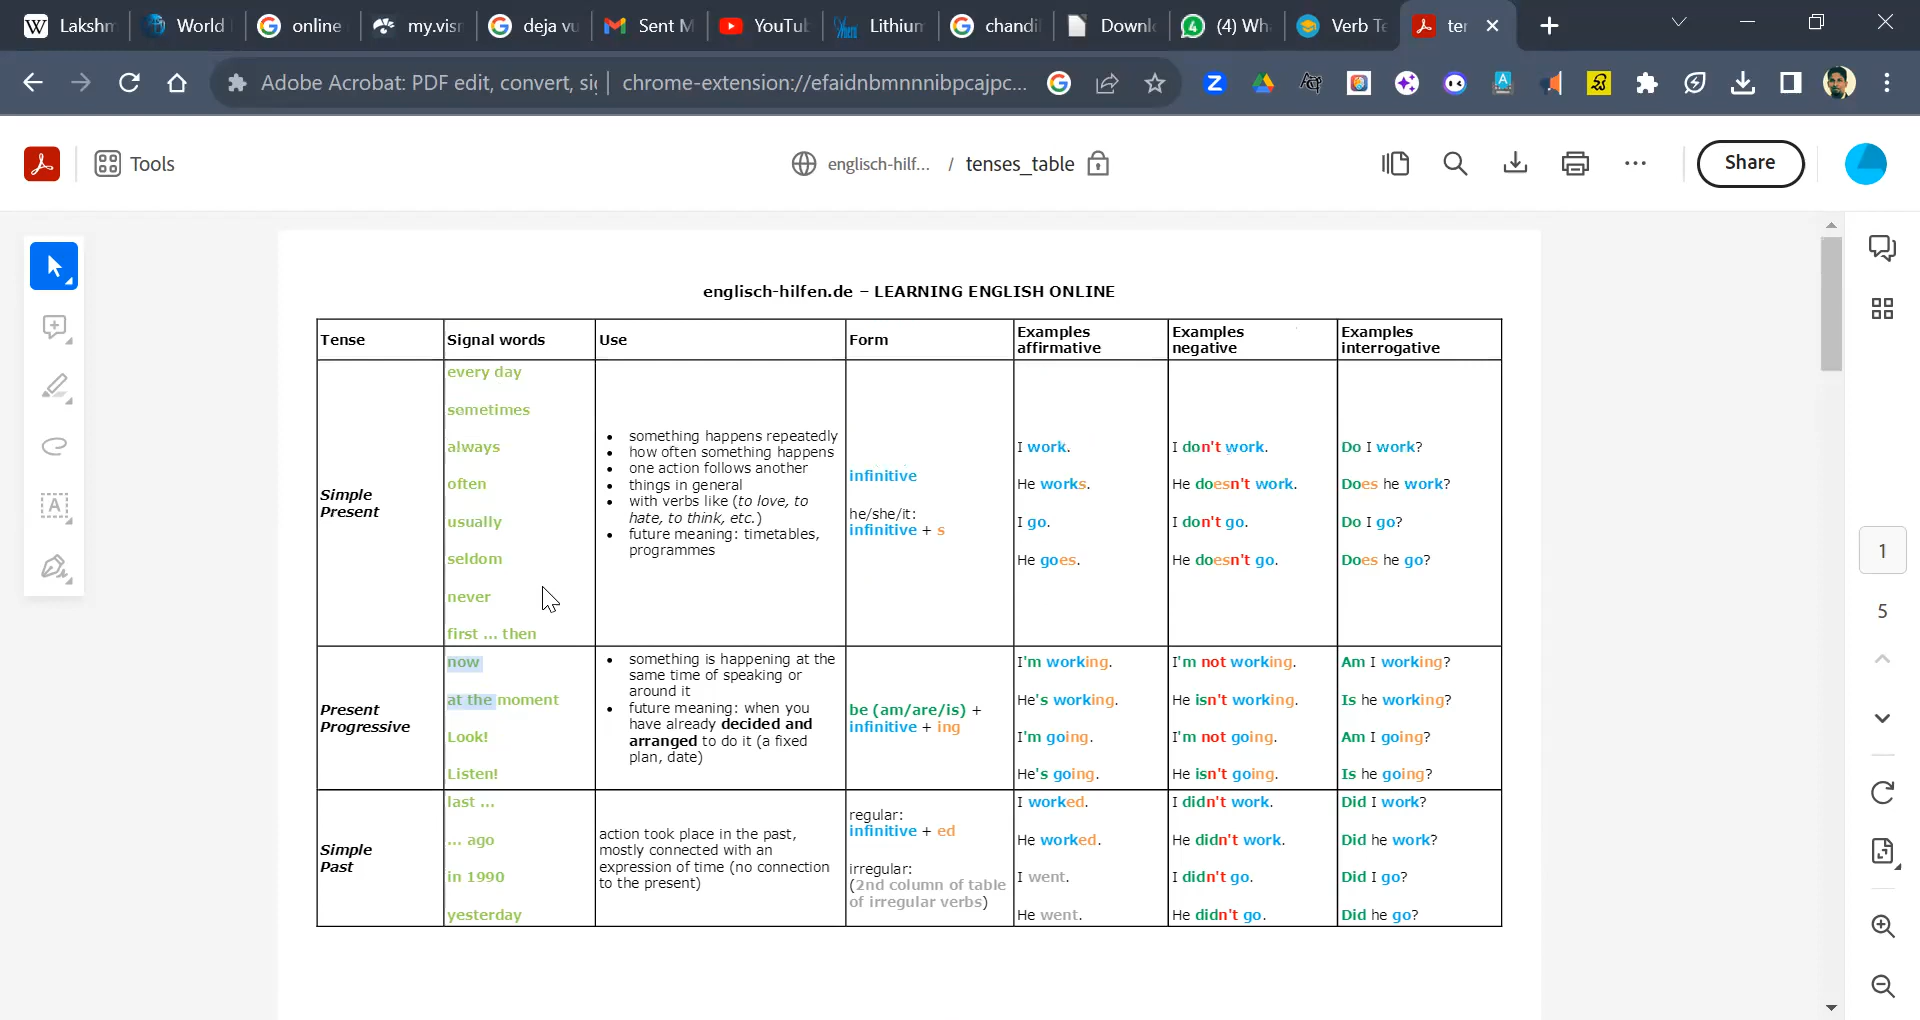 Lakshm
World
online
my.visn
deja vu
Sent M
YouTub
Lithium
chandi
Downlo
(4) Wh
Verb Te
ter
Adobe Acrobat: PDF edit, convert, sig
chrome-extension://efaidnbmnnnibpcajpc...
Tools
englisch-hilf... / tenses_table
Share
englisch-hilfen.de – LEARNING ENGLISH ONLINE
Tense
Signal words
Use
Form
Examples
affirmative
Examples
negative
Examples
interrogative
Simple
Present
every day
sometimes
always
often
usually
seldom
never
first ... then
• something happens repeatedly
• how often something happens
• one action follows another
• things in general
• with verbs like (to love, to
hate, to think, etc.)
• future meaning: timetables,
programmes
infinitive
he/she/it:
infinitive + s
I work.
He works.
I go.
He goes.
I don't work.
He doesn't work.
I don't go.
He doesn't go.
Do I work?
Does he work?
Do I go?
Does he go?
Present
Progressive
now
at the moment
Look!
Listen!
• something is happening at the
same time of speaking or
around it
• future meaning: when you
have already decided and
arranged to do it (a fixed
plan, date)
be (am/are/is) +
infinitive + ing
I'm working.
He's working.
I'm going.
He's going.
I'm not working.
He isn't working.
I'm not going.
He isn't going.
Am I working?
Is he working?
Am I going?
Is he going?
Simple
Past
last ...
... ago
in 1990
yesterday
action took place in the past,
mostly connected with an
expression of time (no connection
to the present)
regular:
infinitive + ed
irregular:
(2nd column of table
of irregular verbs)
I worked.
He worked.
I went.
He went.
I didn't work.
He didn't work.
I didn't go.
He didn't go.
Did I work?
Did he work?
Did I go?
Did he go?
1
5